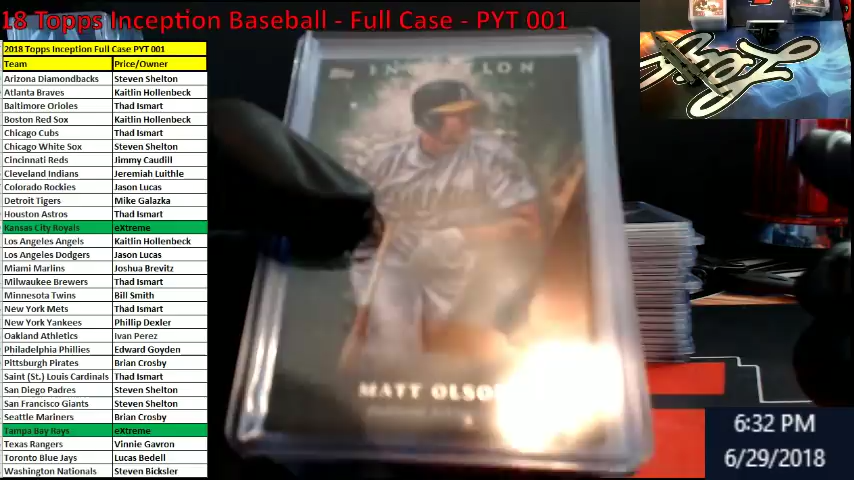 18 Topps Inception Baseball - Full Case - PYT 001
2018 Topps Inception Full Case PYT 001
Team Price/Owner
Arizona Diamondbacks Steven Shelton
Atlanta Braves Kaitlin Hollenbeck
Baltimore Orioles Thad Ismart
Boston Red Sox Kaitlin Hollenbeck
Chicago Cubs Thad Ismart
Chicago White Sox Steven Shelton
Cincinnati Reds Jimmy Caudill
Cleveland Indians Jeremiah Luithle
Colorado Rockies Jason Lucas
Detroit Tigers Mike Galazka
Houston Astros Thad Ismart
Kansas City Royals eXtreme
Los Angeles Angels Kaitlin Hollenbeck
Los Angeles Dodgers Jason Lucas
Miami Marlins Joshua Brevitz
Milwaukee Brewers Thad Ismart
Minnesota Twins Bill Smith
New York Mets Thad Ismart
New York Yankees Phillip Dexler
Oakland Athletics Ivan Perez
Philadelphia Phillies Edward Goyden
Pittsburgh Pirates Brian Crosby
Saint (St.) Louis Cardinals Thad Ismart
San Diego Padres Steven Shelton
San Francisco Giants Steven Shelton
Seattle Mariners Brian Crosby
Tampa Bay Rays eXtreme
Texas Rangers Vinnie Gavron
Toronto Blue Jays Lucas Bedell
Washington Nationals Steven Bicksler
Topps
INCEPTION
MATT OLSO
6:32 PM
6/29/2018